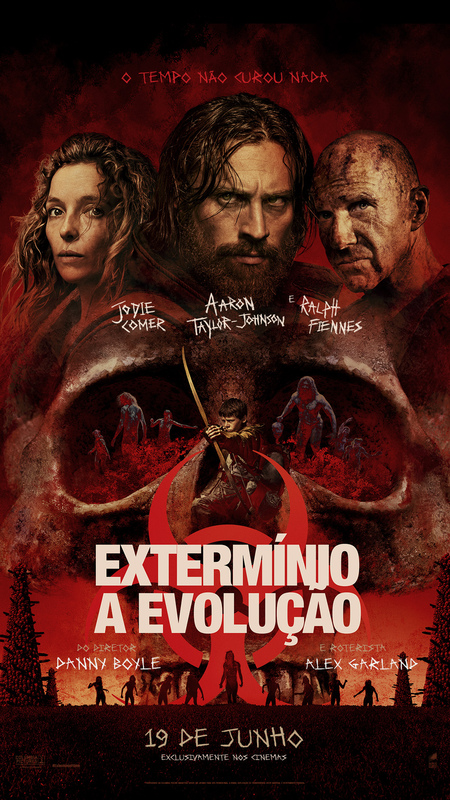 O TEMPO NÃO CUROU NADA
JODIE
COMER
AARON
TAYLOR-JOHNSON
E RALPH
FIENNES
EXTERMÍNIO
A EVOLUÇÃO
DO DIRETOR
DANNY BOYLE
E ROTERISTA
ALEX GARLAND
19 DE JUNHO
EXCLUSIVAMENTE NOS CINEMAS